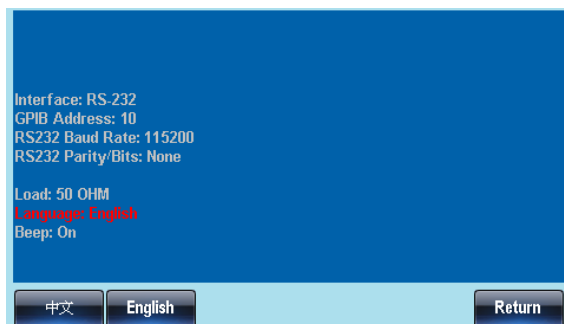 Interface: RS-232
GPIB Address: 10
RS232 Baud Rate: 115200
RS232 Parity/Bits: None
Load: 50 OHM
Language: English
Beep: On
中文 English Return